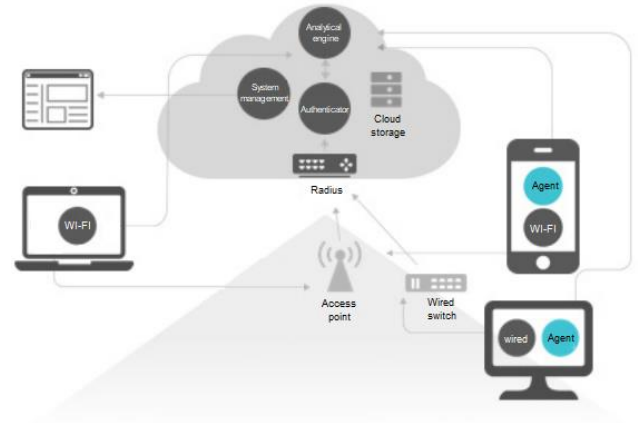 Analytical
engine
System
management
Authenticator
Cloud
storage
Radius
Agent
WI-FI
WI-FI
Access
point
Wired
switch
wired
Agent